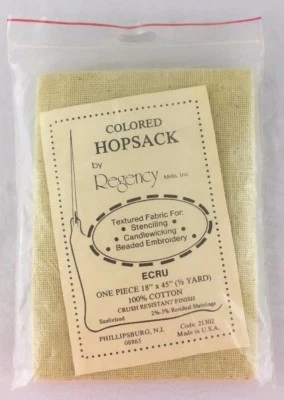 COLORED
HOPSACK
by
Regency Mills, Inc.
Textured Fabric For:
• Stenciling •
• Candlewicking •
Beaded Embroidery
ECRU
ONE PIECE 18" x 45" (½ YARD)
100% COTTON
CRUSH RESISTANT FINISH
Sanforized 2%-3% Residual Shrinkage
PHILLIPSBURG, N.J. Code: 21302
08865 Made in U.S.A.